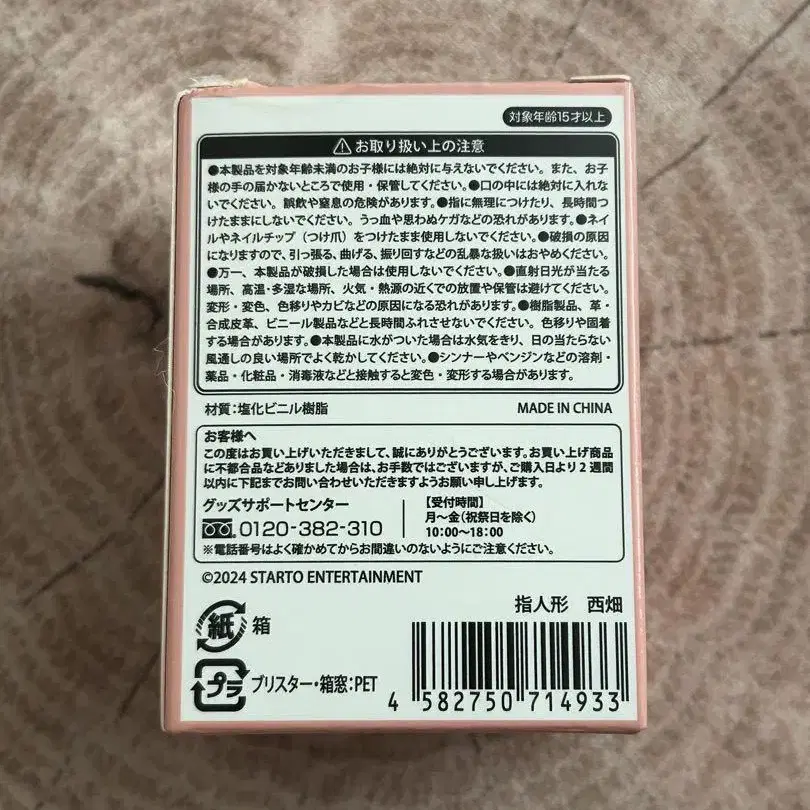 対象年齢15才以上
お取り扱い上の注意
●本製品を対象年齢未満のお子様には絶対に与えないでください。また、お子
様の手の届かないところで使用・保管してください。●口の中には絶対に入れな
いでください。誤飲や窒息の危険があります。●指に無理につけたり、長時間つ
けたままにしないでください。うっ血や思わぬケガなどの恐れがあります。●ネイ
ルやネイルチップ（つけ爪）をつけたまま使用しないでください。●破損の原因
になりますので、引っ張る、曲げる、振り回すなどの乱暴な扱いはおやめください。
●万一、本製品が破損した場合は使用しないでください。●直射日光が当たる
場所、高温・多湿な場所、火気・熱源の近くでの放置や保管は避けてください。
変形・変色、色移りやカビなどの原因になる恐れがあります。●樹脂製品、革・
合成皮革、ビニール製品などと長時間ふれさせないでください。色移りや固着
する場合があります。●本製品に水がついた場合は水気をきり、日の当たらない
風通しの良い場所でよく乾かしてください。●シンナーやベンジンなどの溶剤・
薬品・化粧品・消毒液などと接触すると変色・変形する場合があります。
材質：塩化ビニル樹脂 MADE IN CHINA
お客様へ
この度はお買い上げいただきまして、誠にありがとうございます。お買い上げ商品
に不都合品などありました場合は、お手数ではございますが、ご購入日より2週間
以内に下記までお問い合わせいただきますようお願い申し上げます。
グッズサポートセンター
0120-382-310
【受付時間】
月〜金（祝祭日を除く）
10:00〜18:00
※電話番号はよく確かめてからお間違いのないようにご注意ください。
©2024 STARTO ENTERTAINMENT
指人形 西畑
紙 箱
プラ ブリスター・箱窓：PET
4 582750 714933